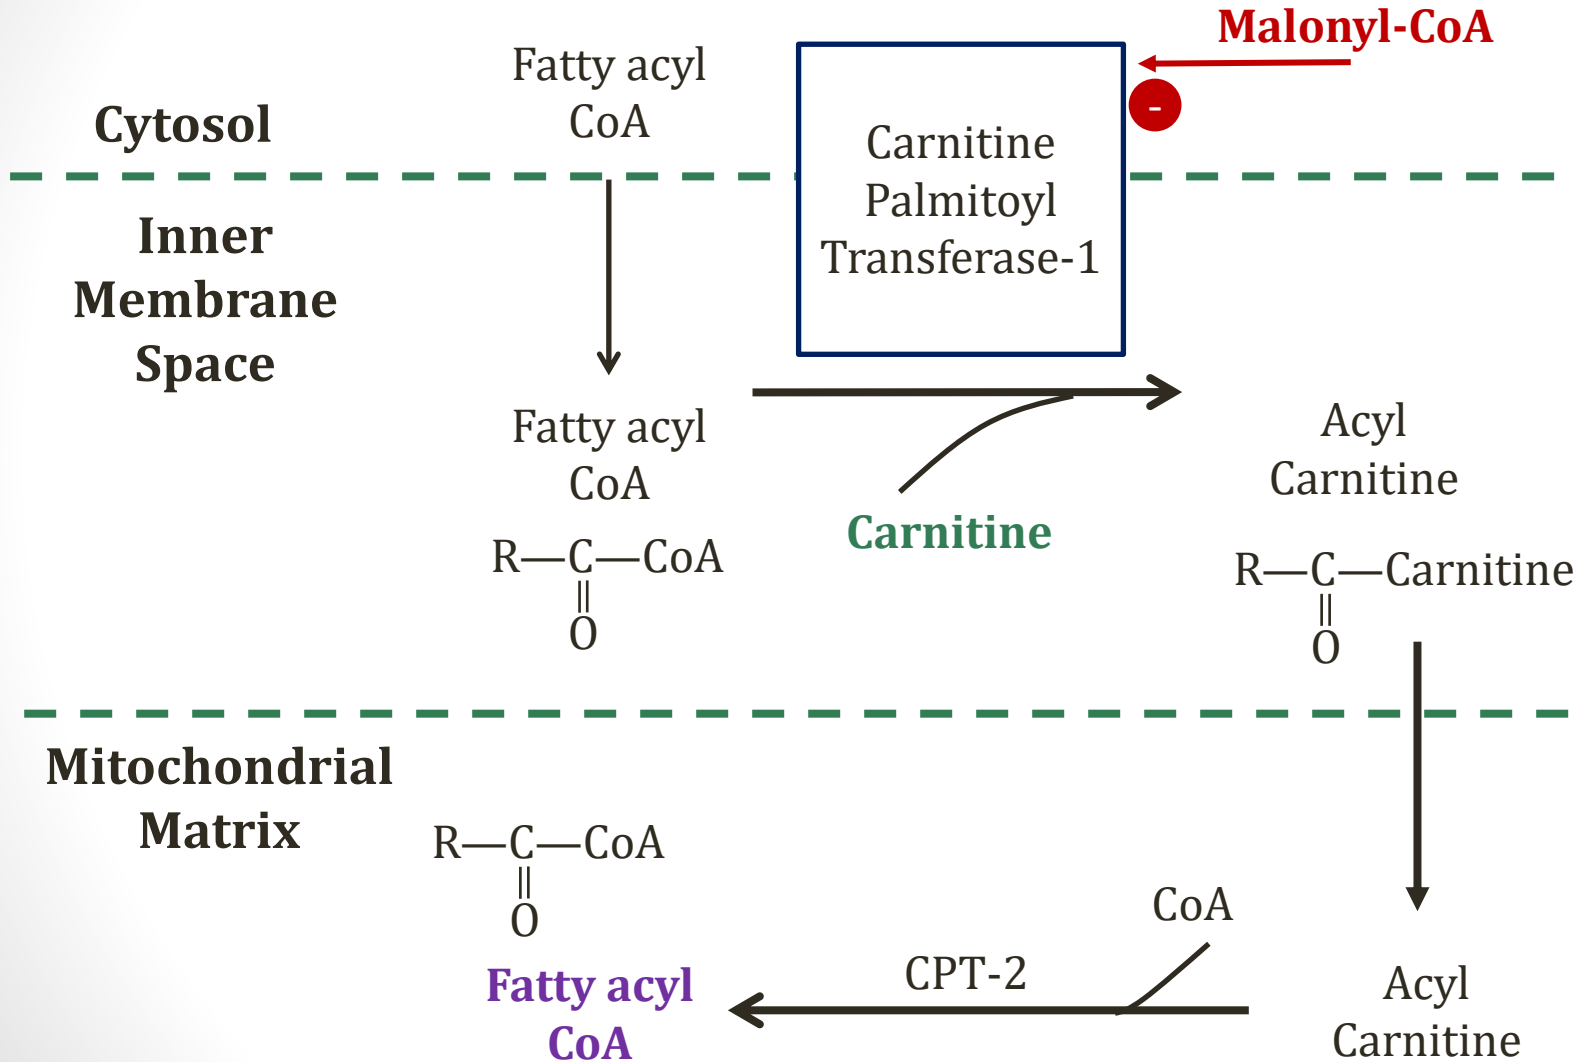 Malonyl-CoA
Fatty acyl
CoA
Cytosol
-
Carnitine
Palmitoyl
Transferase-1
Inner
Membrane
Space
Fatty acyl
CoA
Acyl
Carnitine
Carnitine
R—C—CoA
||
O
R—C—Carnitine
||
O
Mitochondrial
Matrix
R—C—CoA
||
O
CoA
CPT-2
Fatty acyl
CoA
Acyl
Carnitine